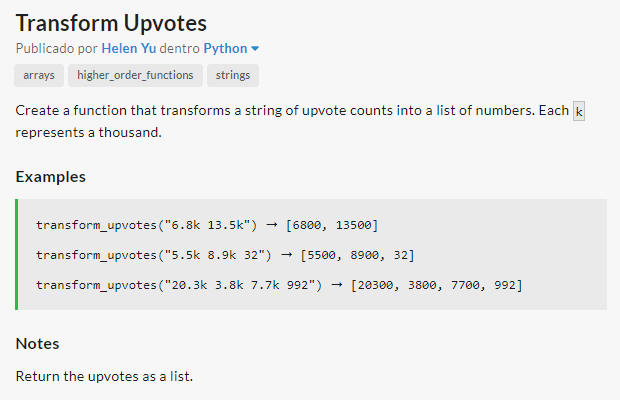 Transform Upvotes
Publicado por Helen Yu dentro Python
arrays higher_order_functions strings
Create a function that transforms a string of upvote counts into a list of numbers. Each k
represents a thousand.
Examples
transform_upvotes("6.8k 13.5k") → [6800, 13500]
transform_upvotes("5.5k 8.9k 32") → [5500, 8900, 32]
transform_upvotes("20.3k 3.8k 7.7k 992") → [20300, 3800, 7700, 992]
Notes
Return the upvotes as a list.